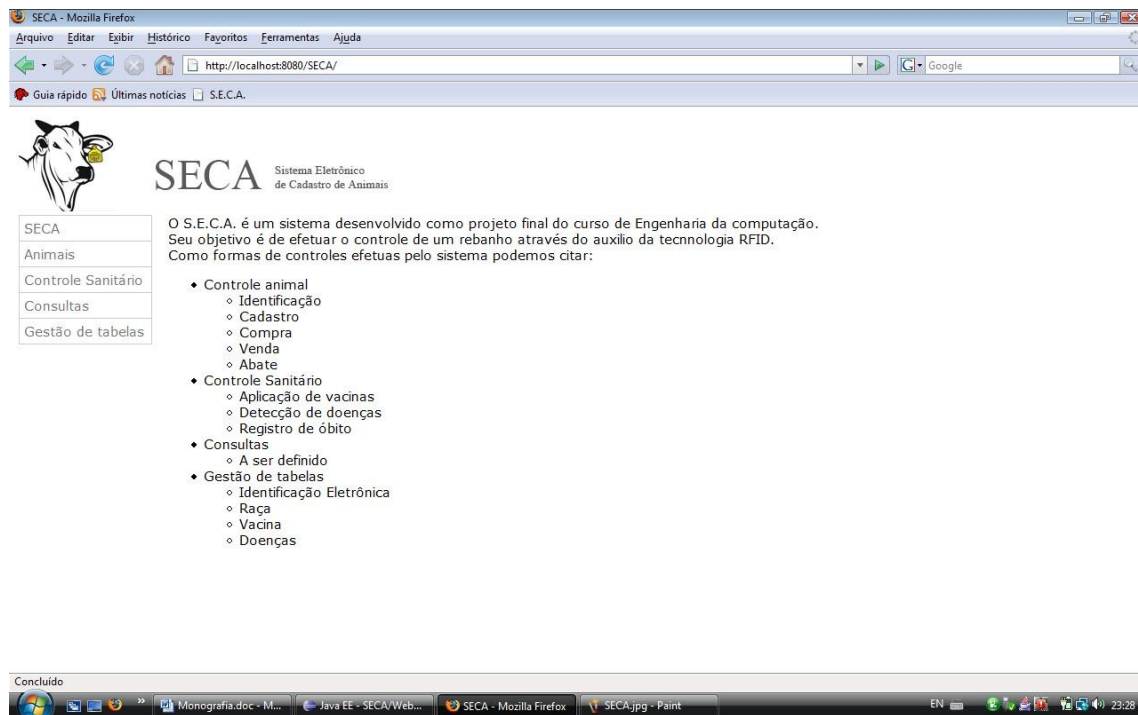 SECA - Mozilla Firefox
Arquivo Editar Exibir Histórico Favoritos Ferramentas Ajuda
http://localhost:8080/SECA/
Google
Guia rápido Últimas notícias S.E.C.A.
SECA
Sistema Eletrônico
de Cadastro de Animais
SECA
Animais
Controle Sanitário
Consultas
Gestão de tabelas
O S.E.C.A. é um sistema desenvolvido como projeto final do curso de Engenharia da computação.
Seu objetivo é de efetuar o controle de um rebanho através do auxilio da tecnnologia RFID.
Como formas de controles efetuas pelo sistema podemos citar:
Controle animal
Identificação
Cadastro
Compra
Venda
Abate
Controle Sanitário
Aplicação de vacinas
Detecção de doenças
Registro de óbito
Consultas
A ser definido
Gestão de tabelas
Identificação Eletrônica
Raça
Vacina
Doenças
Concluído
Monografia.doc - M...
Java EE - SECA/Web...
SECA - Mozilla Firefox
SECA.jpg - Paint
EN
23:28